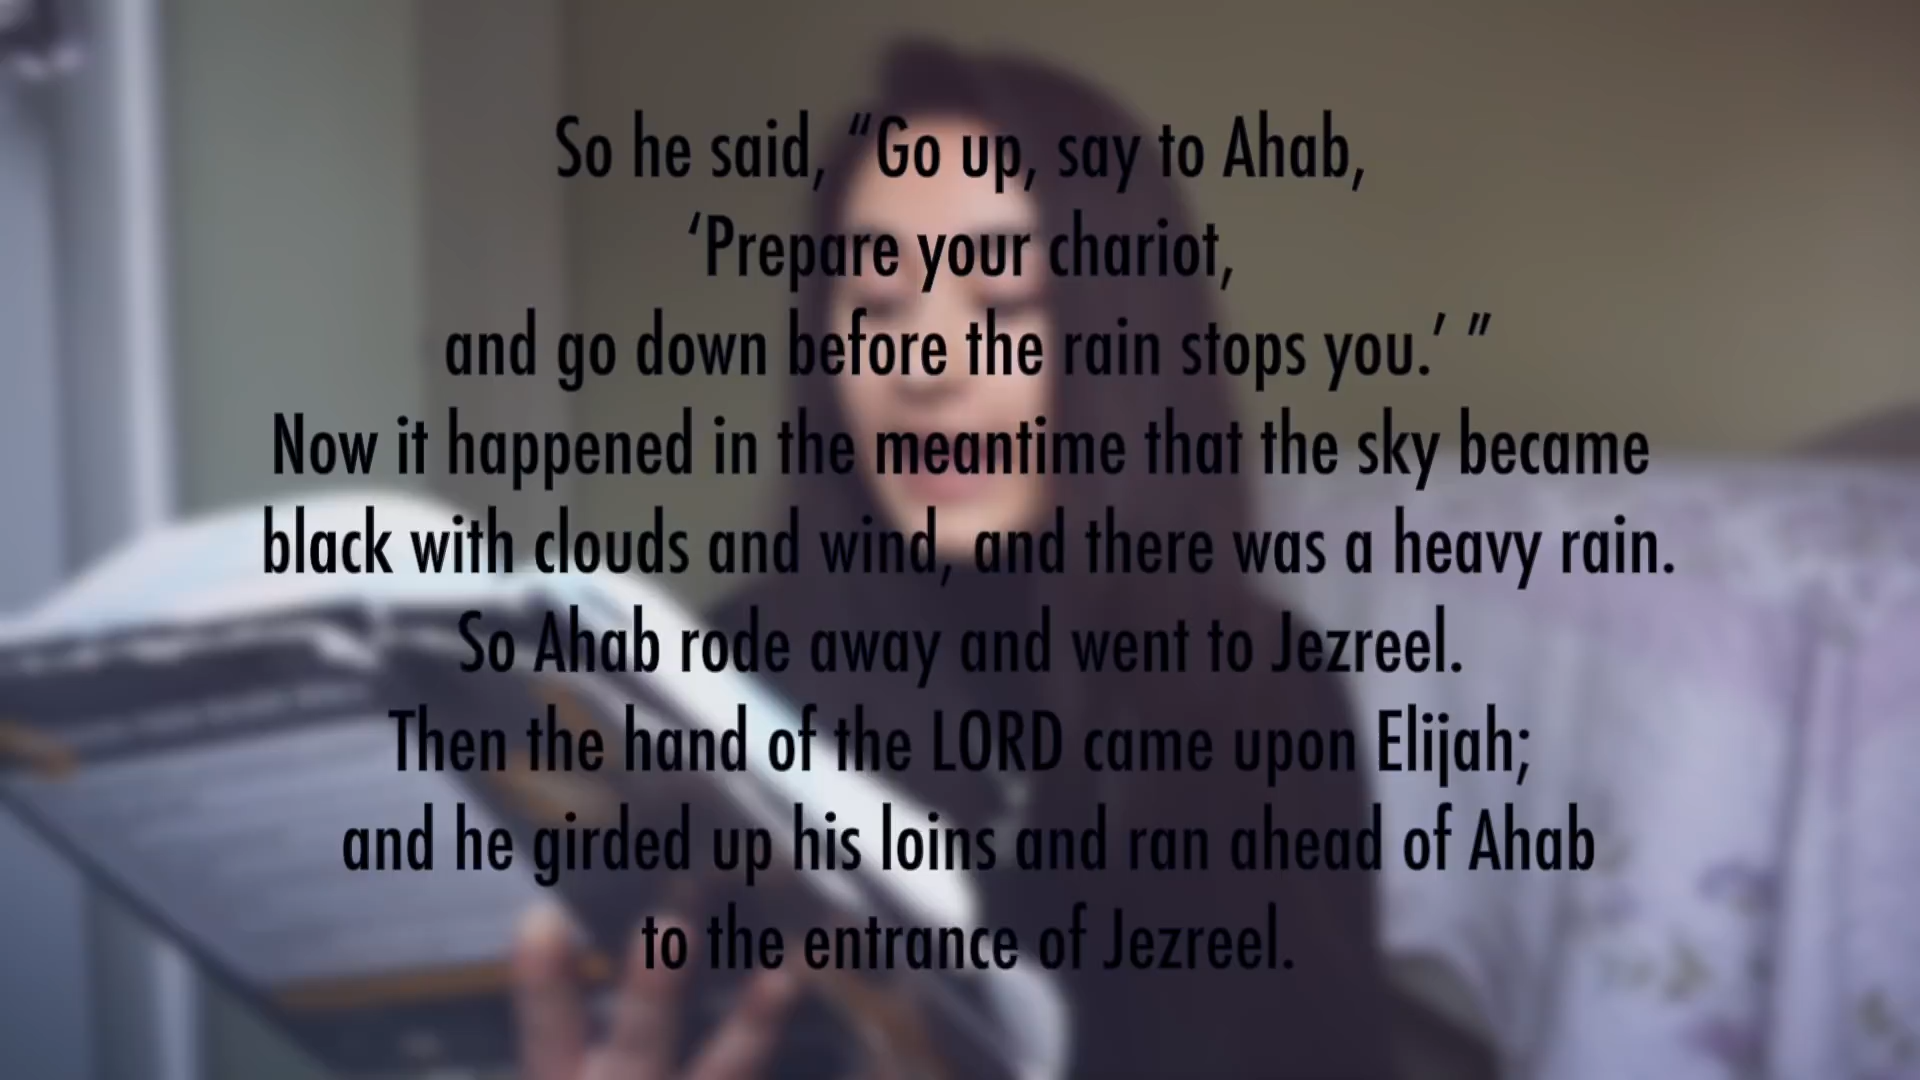 So he said, “Go up, say to Ahab,
‘Prepare your chariot,
and go down before the rain stops you.’ ”
Now it happened in the meantime that the sky became
black with clouds and wind, and there was a heavy rain.
So Ahab rode away and went to Jezreel.
Then the hand of the LORD came upon Elijah;
and he girded up his loins and ran ahead of Ahab
to the entrance of Jezreel.